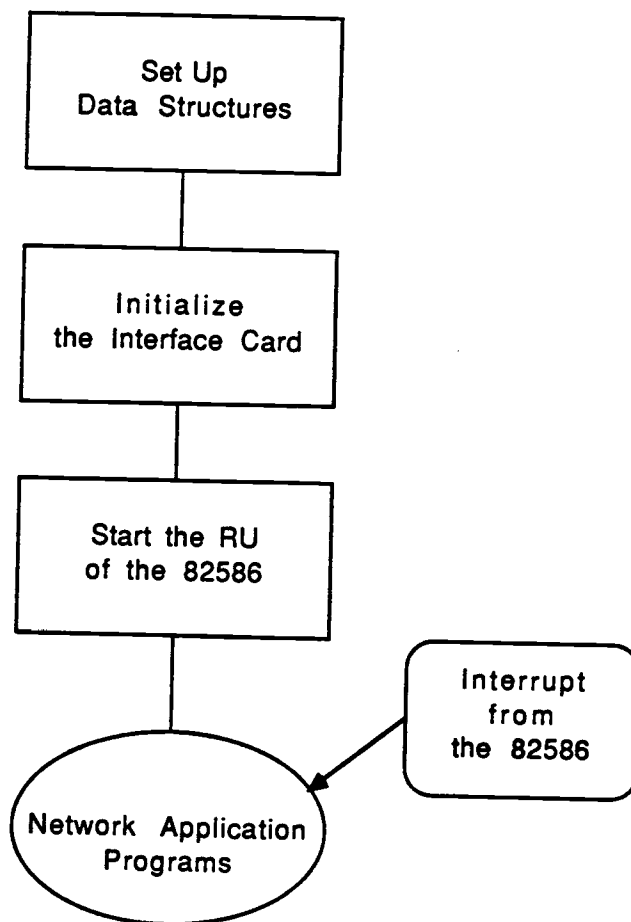 Set Up
Data Structures
Initialize
the Interface Card
Start the RU
of the 82586
Interrupt
from
the 82586
Network Application
Programs